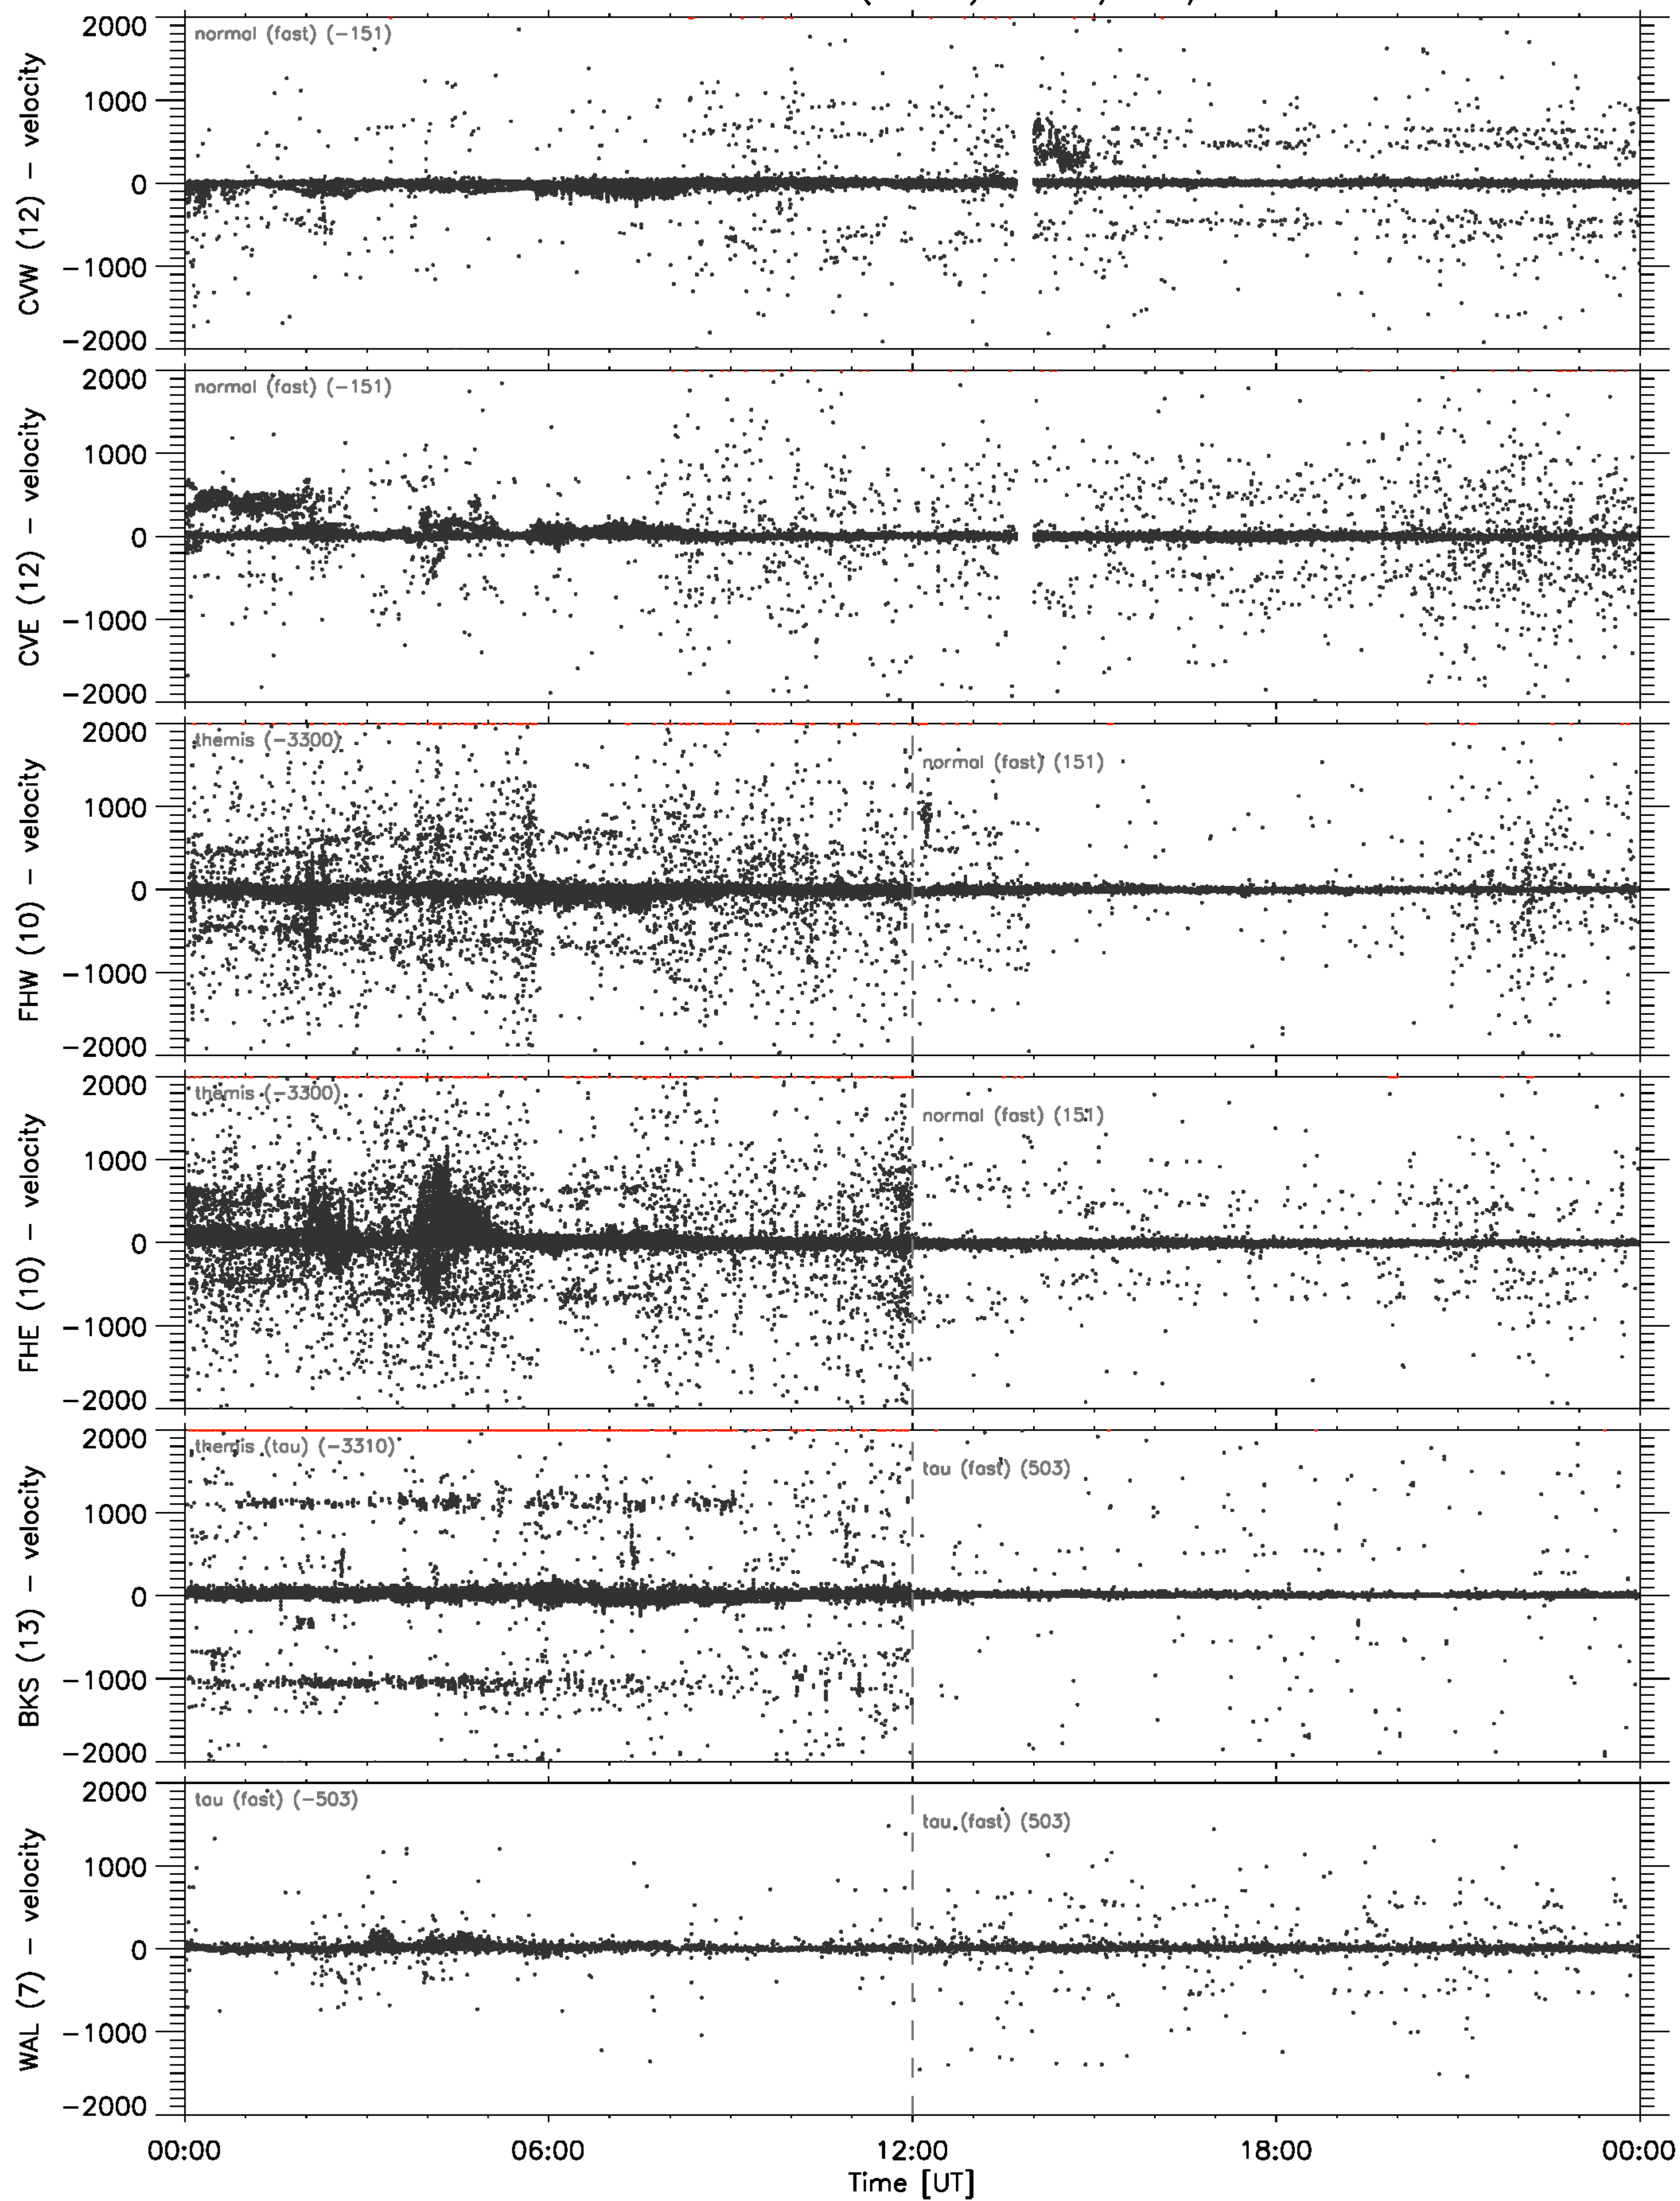 2000
normal (fast) (-151)
1000
0
-1000
-2000
CVW (12) - velocity
2000
normal (fast) (-151)
1000
0
-1000
-2000
CVE (12) - velocity
2000
themis (-3300)
normal (fast) (151)
1000
0
-1000
-2000
FHW (10) - velocity
2000
themis (-3300)
normal (fast) (151)
1000
0
-1000
-2000
FHE (10) - velocity
2000
themis (tau) (-3310)
tau (fast) (503)
1000
0
-1000
-2000
BKS (13) - velocity
2000
tau (fast) (-503)
tau (fast) (503)
1000
0
-1000
-2000
WAL (7) - velocity
00:00 06:00 12:00 18:00 00:00
Time [UT]